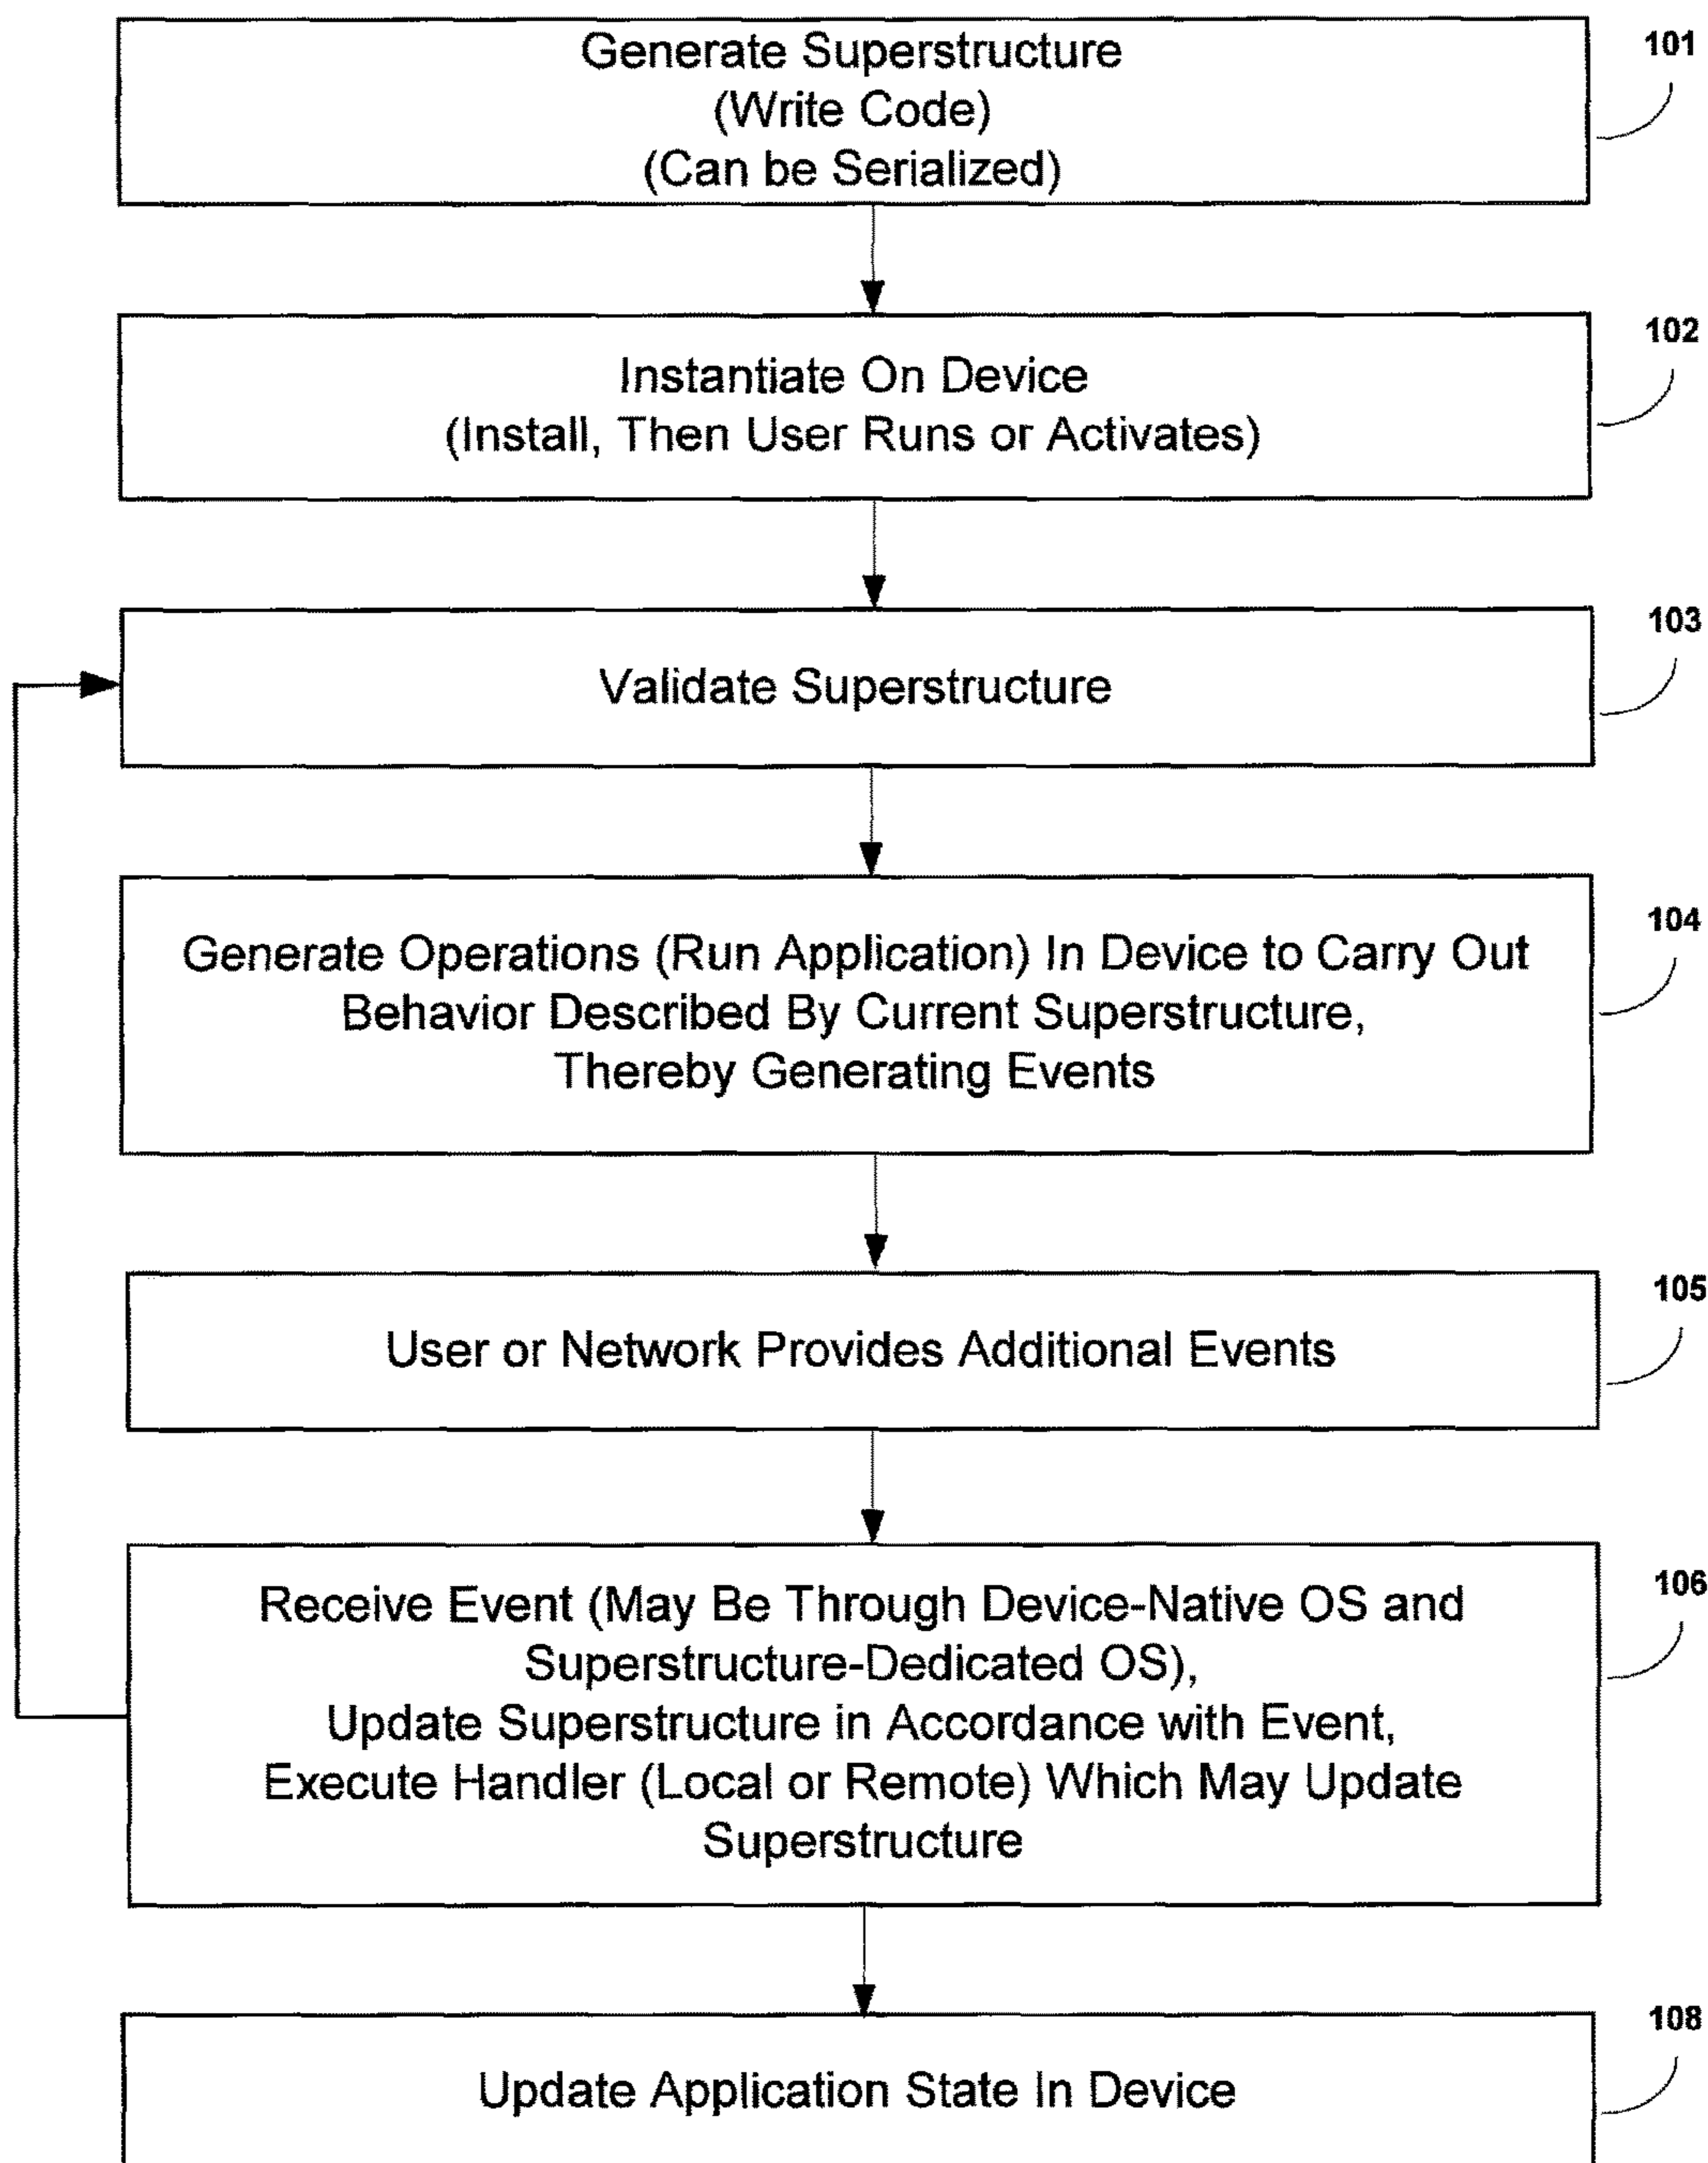 Generate Superstructure
(Write Code)
(Can be Serialized)
101
Instantiate On Device
(Install, Then User Runs or Activates)
102
Validate Superstructure
103
Generate Operations (Run Application) In Device to Carry Out
Behavior Described By Current Superstructure,
Thereby Generating Events
104
User or Network Provides Additional Events
105
Receive Event (May Be Through Device-Native OS and
Superstructure-Dedicated OS),
Update Superstructure in Accordance with Event,
Execute Handler (Local or Remote) Which May Update
Superstructure
106
Update Application State In Device
108